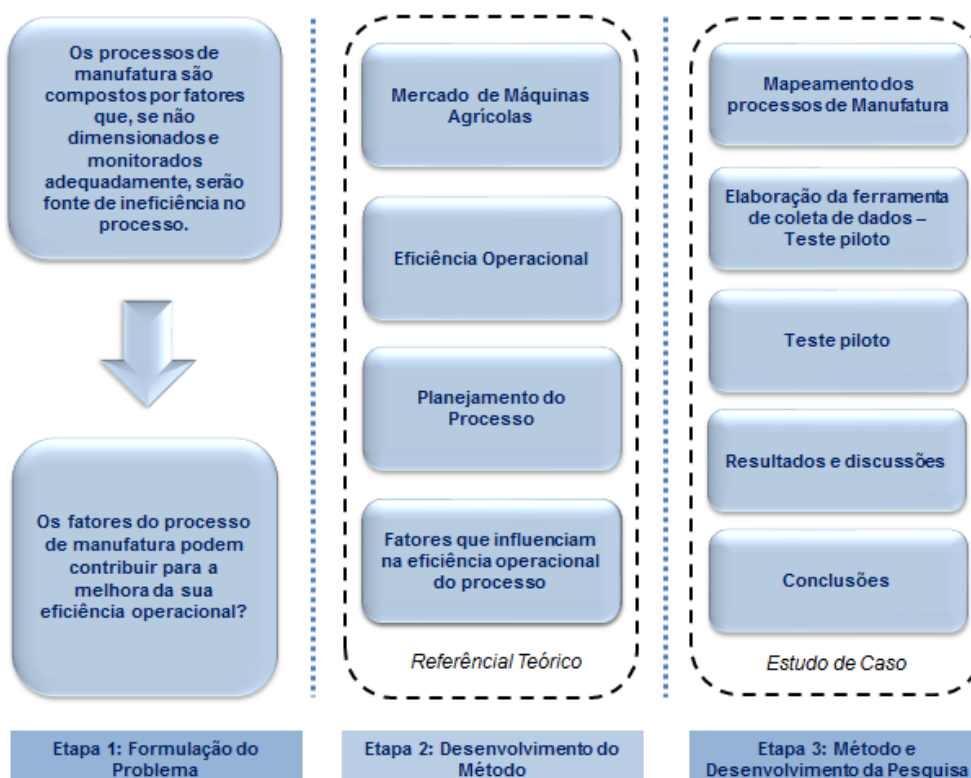 Os processos de
manufatura são
compostos por fatores
que, se não
dimensionados e
monitorados
adequadamente, serão
fonte de ineficiência no
processo.
Os fatores do processo
de manufatura podem
contribuir para a
melhora da sua
eficiência operacional?
Etapa 1: Formulação do
Problema
Mercado de Máquinas
Agrícolas
Eficiência Operacional
Planejamento do
Processo
Fatores que influenciam
na eficiência operacional
do processo
Referêncial Teórico
Etapa 2: Desenvolvimento do
Método
Mapeamento dos
processos de Manufatura
Elaboração da ferramenta
de coleta de dados –
Teste piloto
Teste piloto
Resultados e discussões
Conclusões
Estudo de Caso
Etapa 3: Método e
Desenvolvimento da Pesquisa